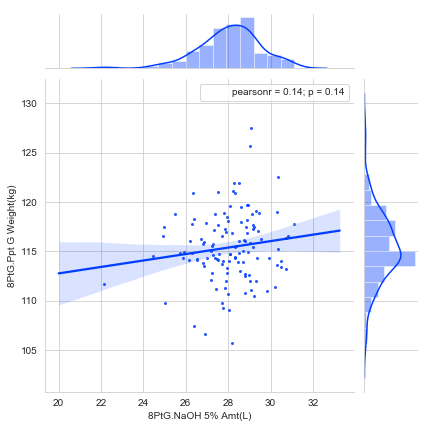 pearsonr = 0.14; p = 0.14
130
125
120
115
110
105
8PtG.Ppt G Weight(kg)
20 22 24 26 28 30 32
8PtG.NaOH 5% Amt(L)